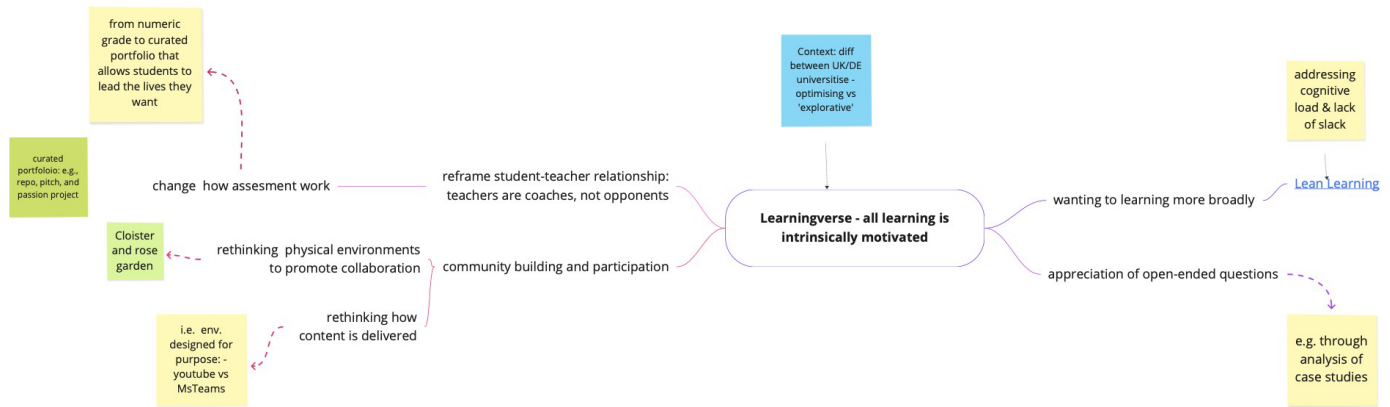 from numeric
grade to curated
portfolio that
allows students to
lead the lives they
want
curated
portfoloio: e.g.,
repo, pitch, and
passion project
change  how assesment work
reframe student-teacher relationship:
teachers are coaches, not opponents
Cloister
and rose
garden
rethinking  physical environments
to promote collaboration
community building and participation
rethinking how
content is delivered
i.e.  env.
designed for
purpose: -
youtube vs
MsTeams
Context: diff
between UK/DE
universitise -
optimising vs
'explorative'
Learningverse - all learning is
intrinsically motivated
addressing
cognitive
load & lack
of slack
wanting to learning more broadly
Lean Learning
appreciation of open-ended questions
e.g. through
analysis of
case studies